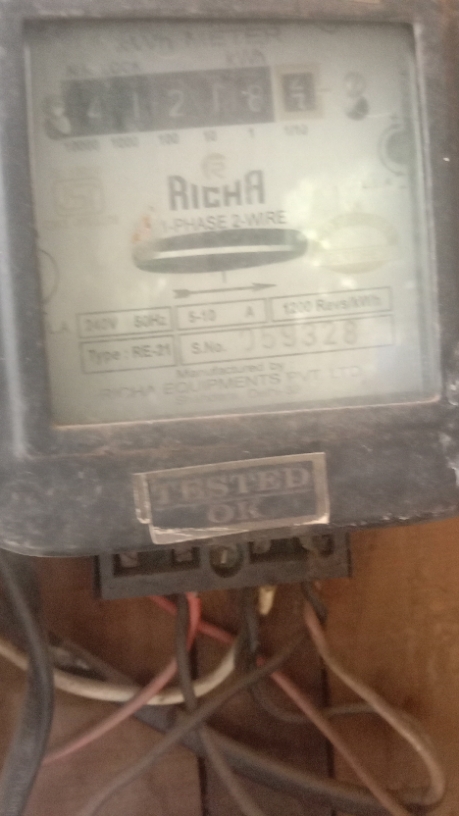 kWh METER
kWh
4 1 2 1 8
10000 1000 100 10 1 1/10
RICHA
1-PHASE 2-WIRE
240V 50Hz 5-10 A 1200 Revs/kWh
Type : RE-21 S.No. 059328
Manufactured by
RICHA EQUIPMENTS PVT. LTD.
TESTED
OK